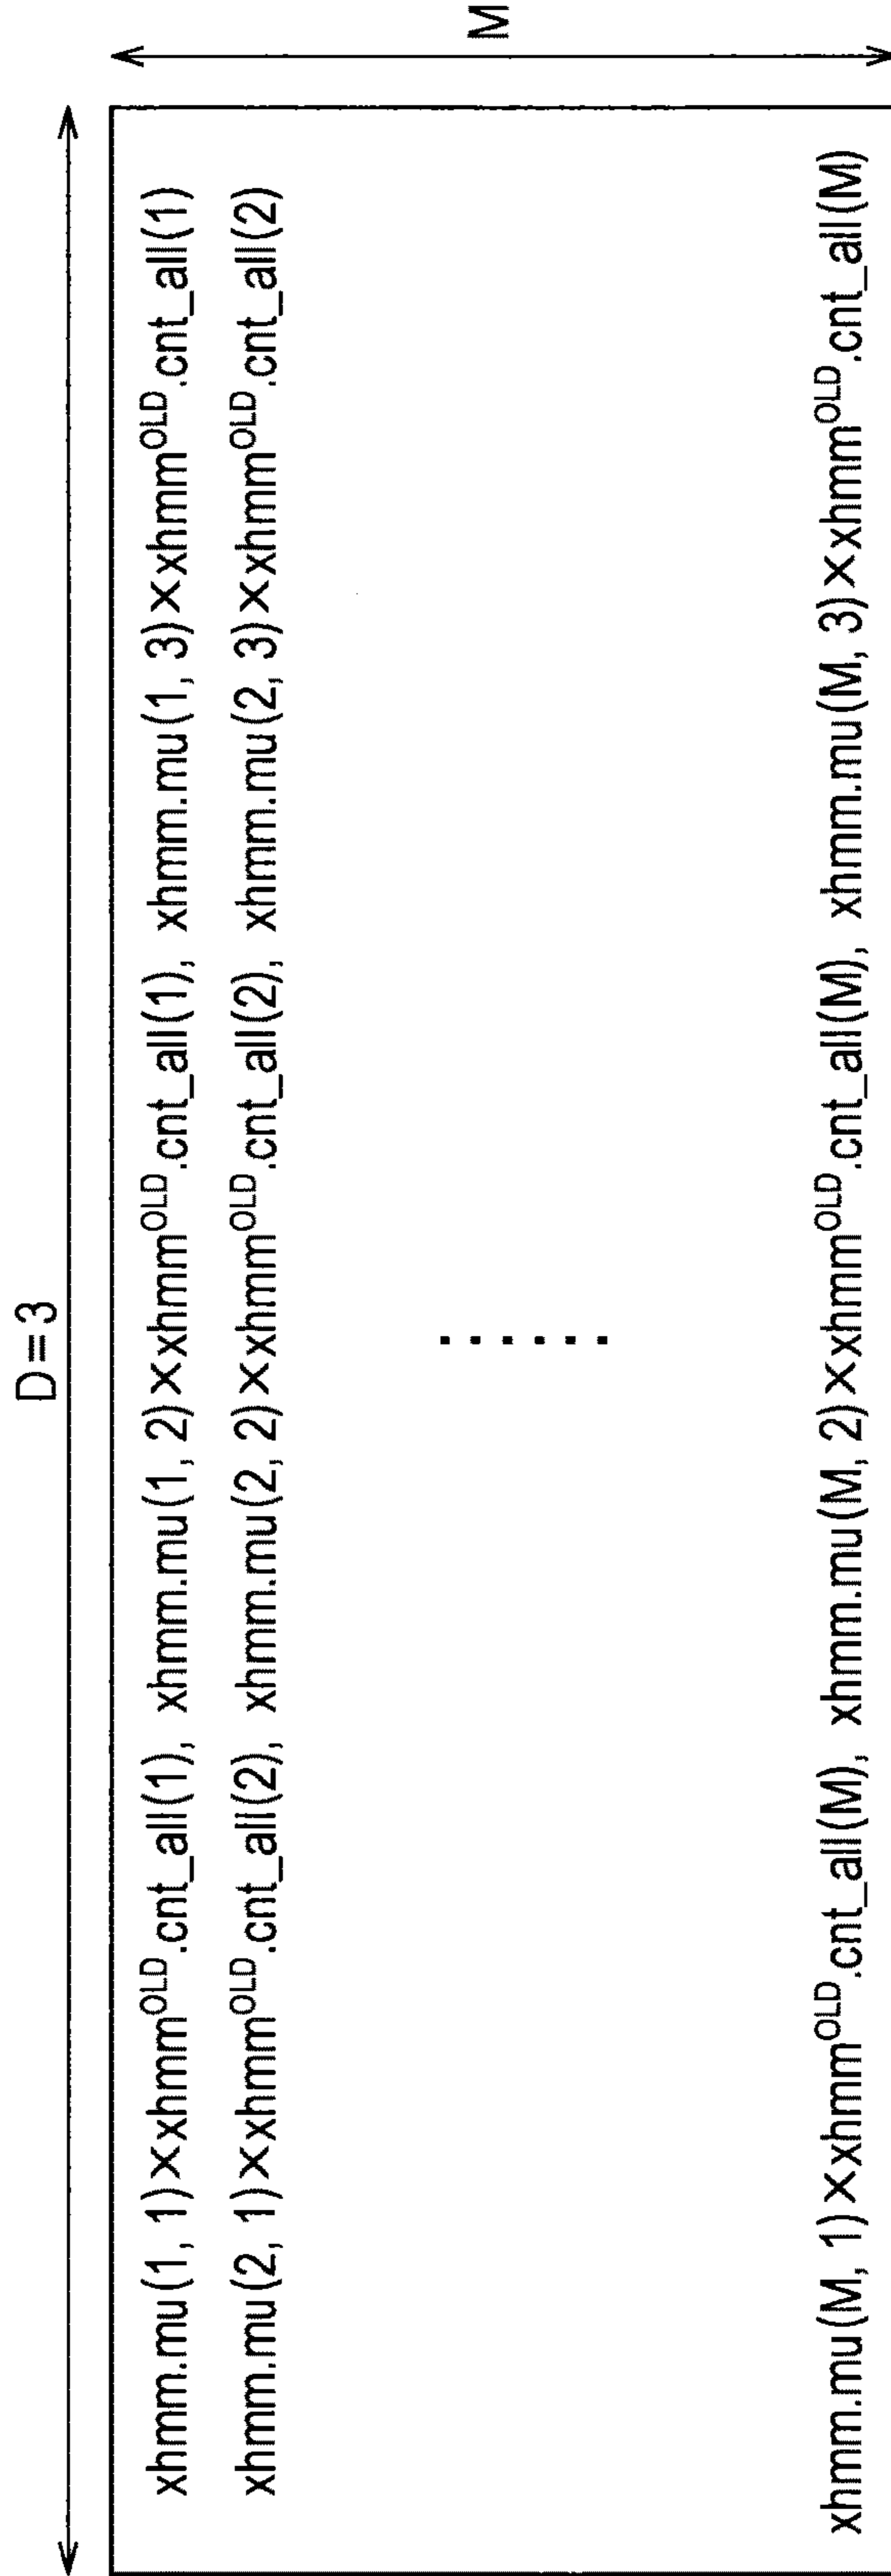 D=3
M
xhmm.mu(1, 1)×xhmm^OLD.cnt_all(1), xhmm.mu(1, 2)×xhmm^OLD.cnt_all(1), xhmm.mu(1, 3)×xhmm^OLD.cnt_all(1)
xhmm.mu(2, 1)×xhmm^OLD.cnt_all(2), xhmm.mu(2, 2)×xhmm^OLD.cnt_all(2), xhmm.mu(2, 3)×xhmm^OLD.cnt_all(2)
......
xhmm.mu(M, 1)×xhmm^OLD.cnt_all(M), xhmm.mu(M, 2)×xhmm^OLD.cnt_all(M), xhmm.mu(M, 3)×xhmm^OLD.cnt_all(M)